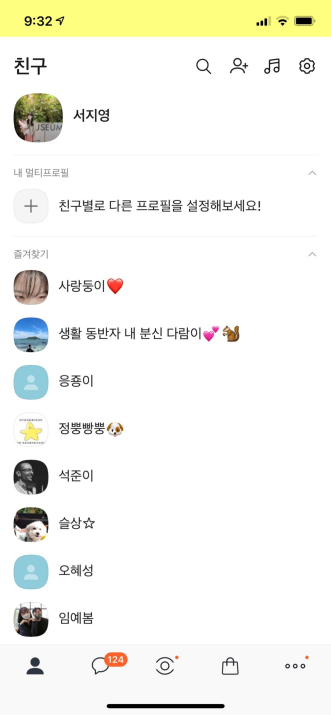 9:32
친구
서지영
내 멀티프로필
친구별로 다른 프로필을 설정해보세요!
즐겨찾기
사랑둥이❤️
생활 동반자 내 분신 다람이💕🐿️
응죵이
정뿡빵뿡🐶
석준이
슬상☆
오혜성
임예봄
124